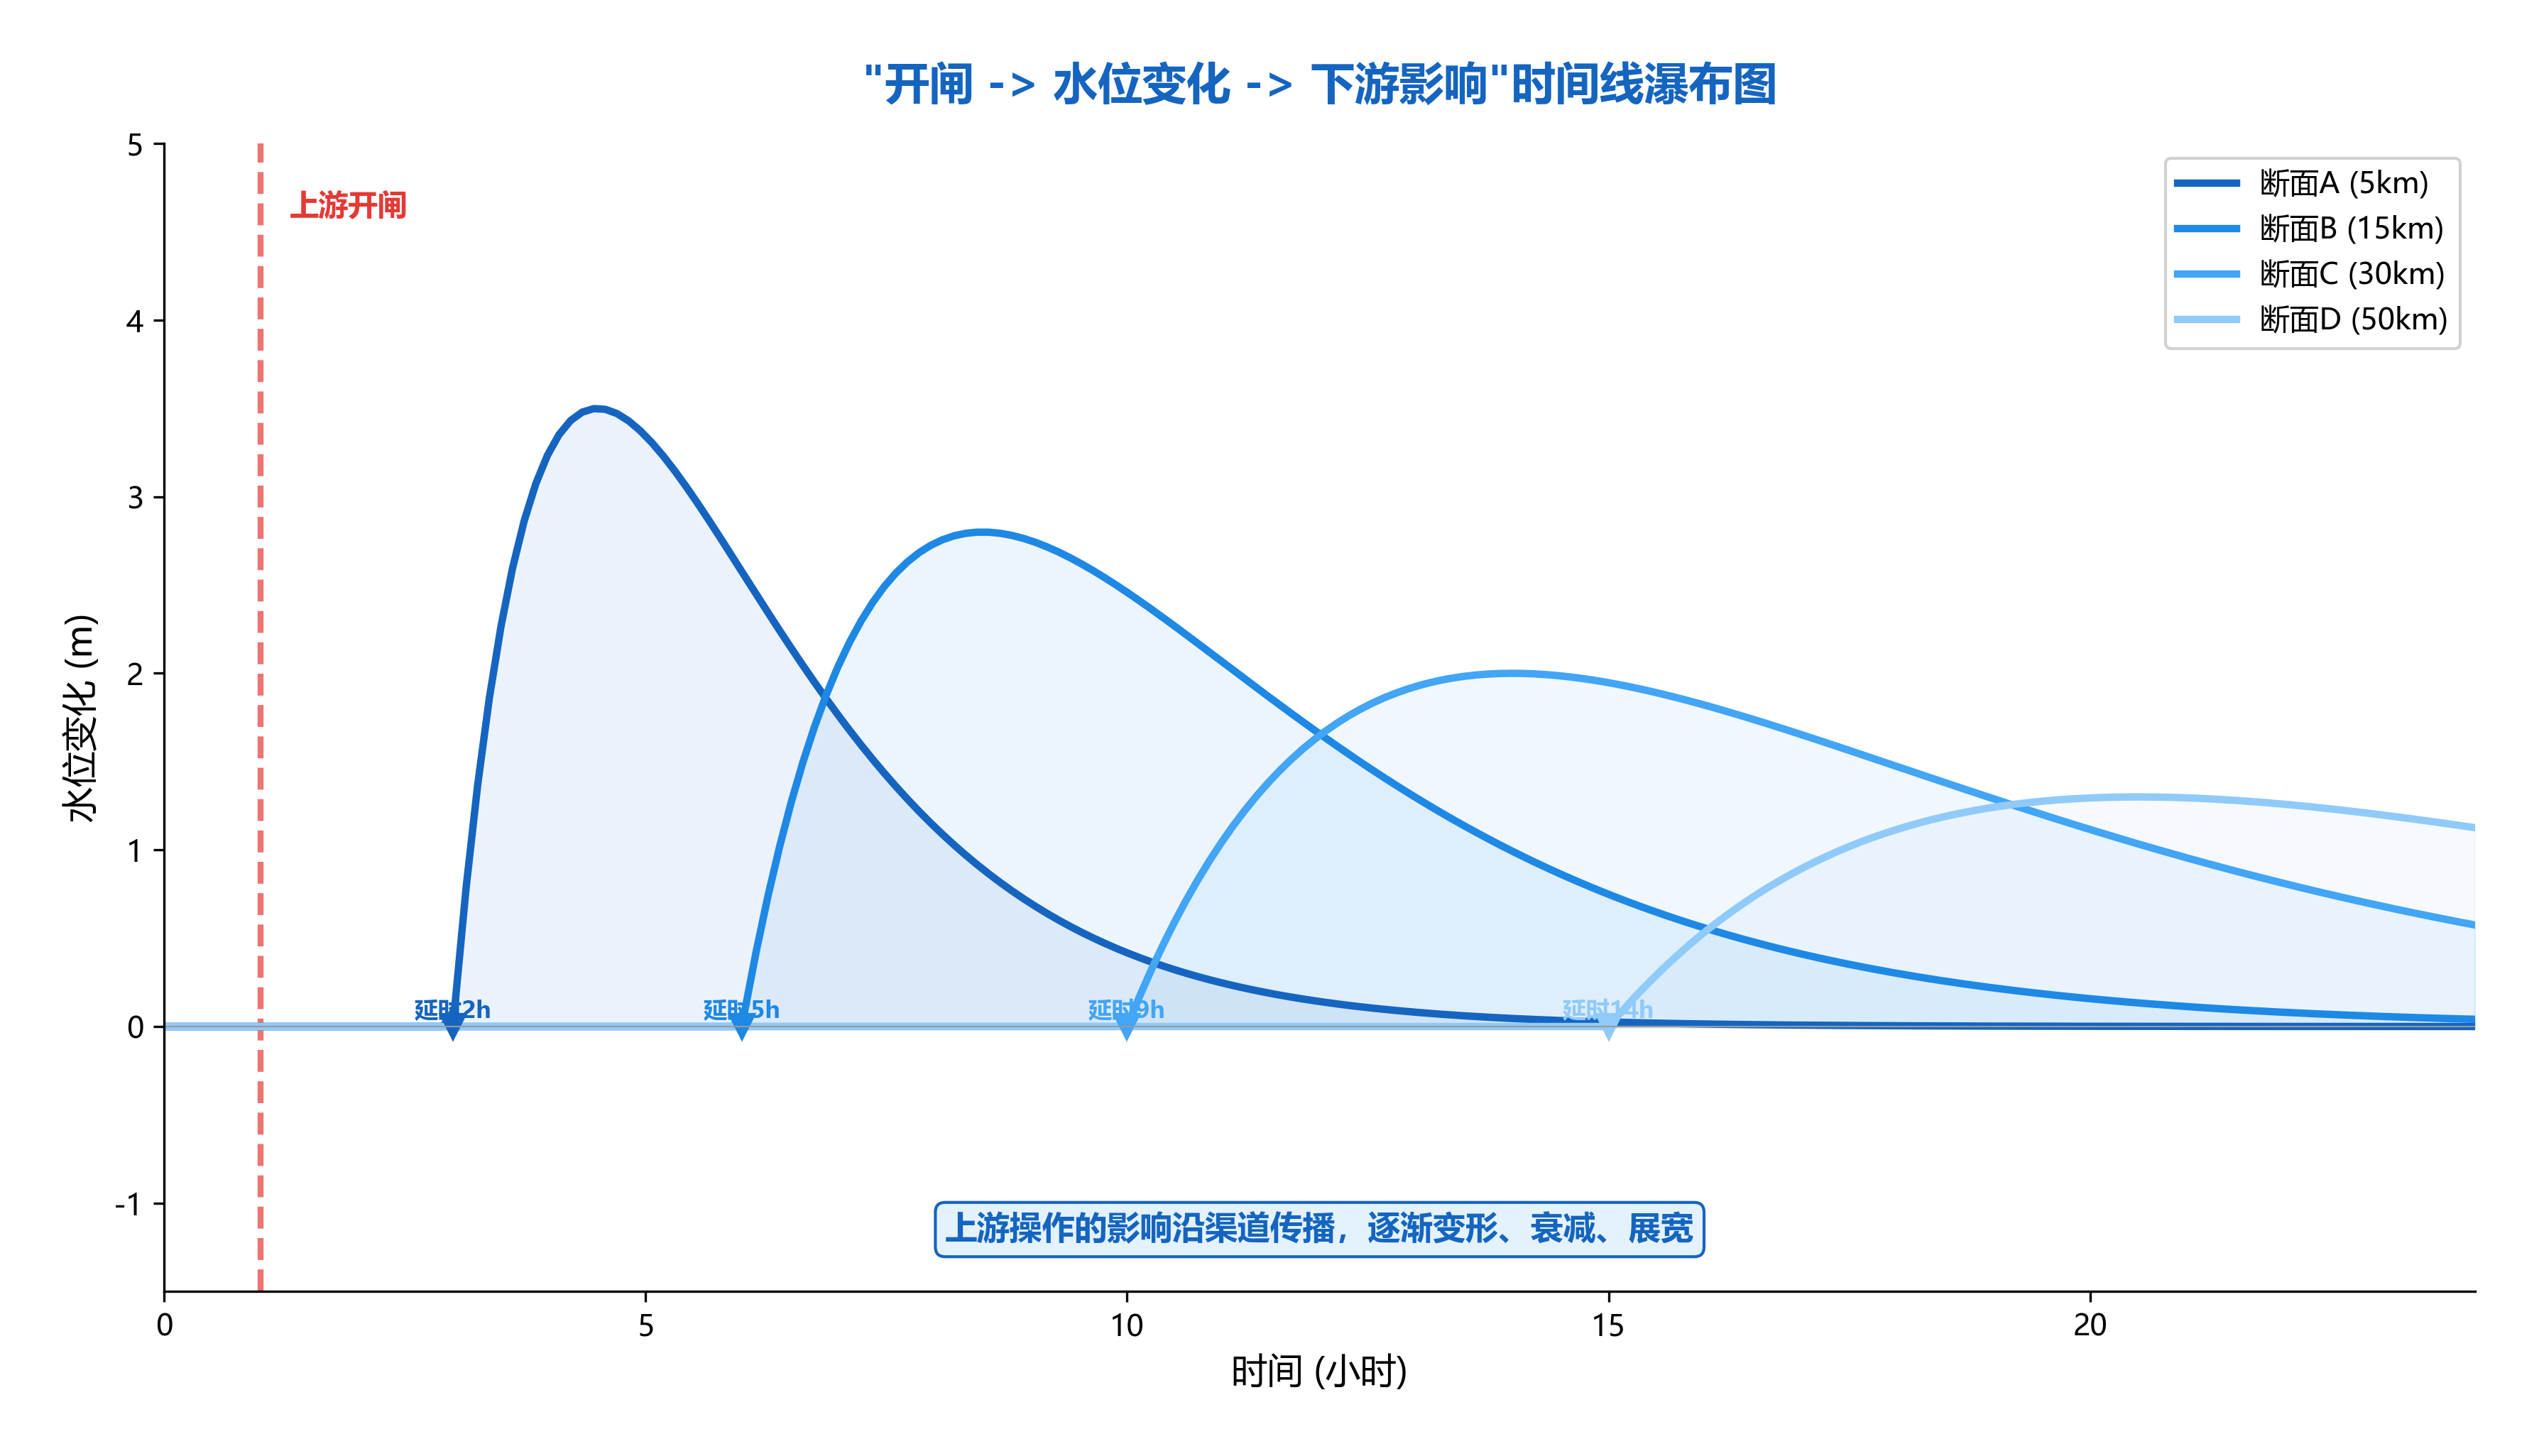 "开闸 -> 水位变化 -> 下游影响"时间线瀑布图
5
4
3
2
1
0
-1
水位变化 (m)
上游开闸
断面A (5km)
断面B (15km)
断面C (30km)
断面D (50km)
延时2h
延时5h
延时9h
延时14h
上游操作的影响沿渠道传播，逐渐变形、衰减、展宽
0
5
10
15
20
时间 (小时)